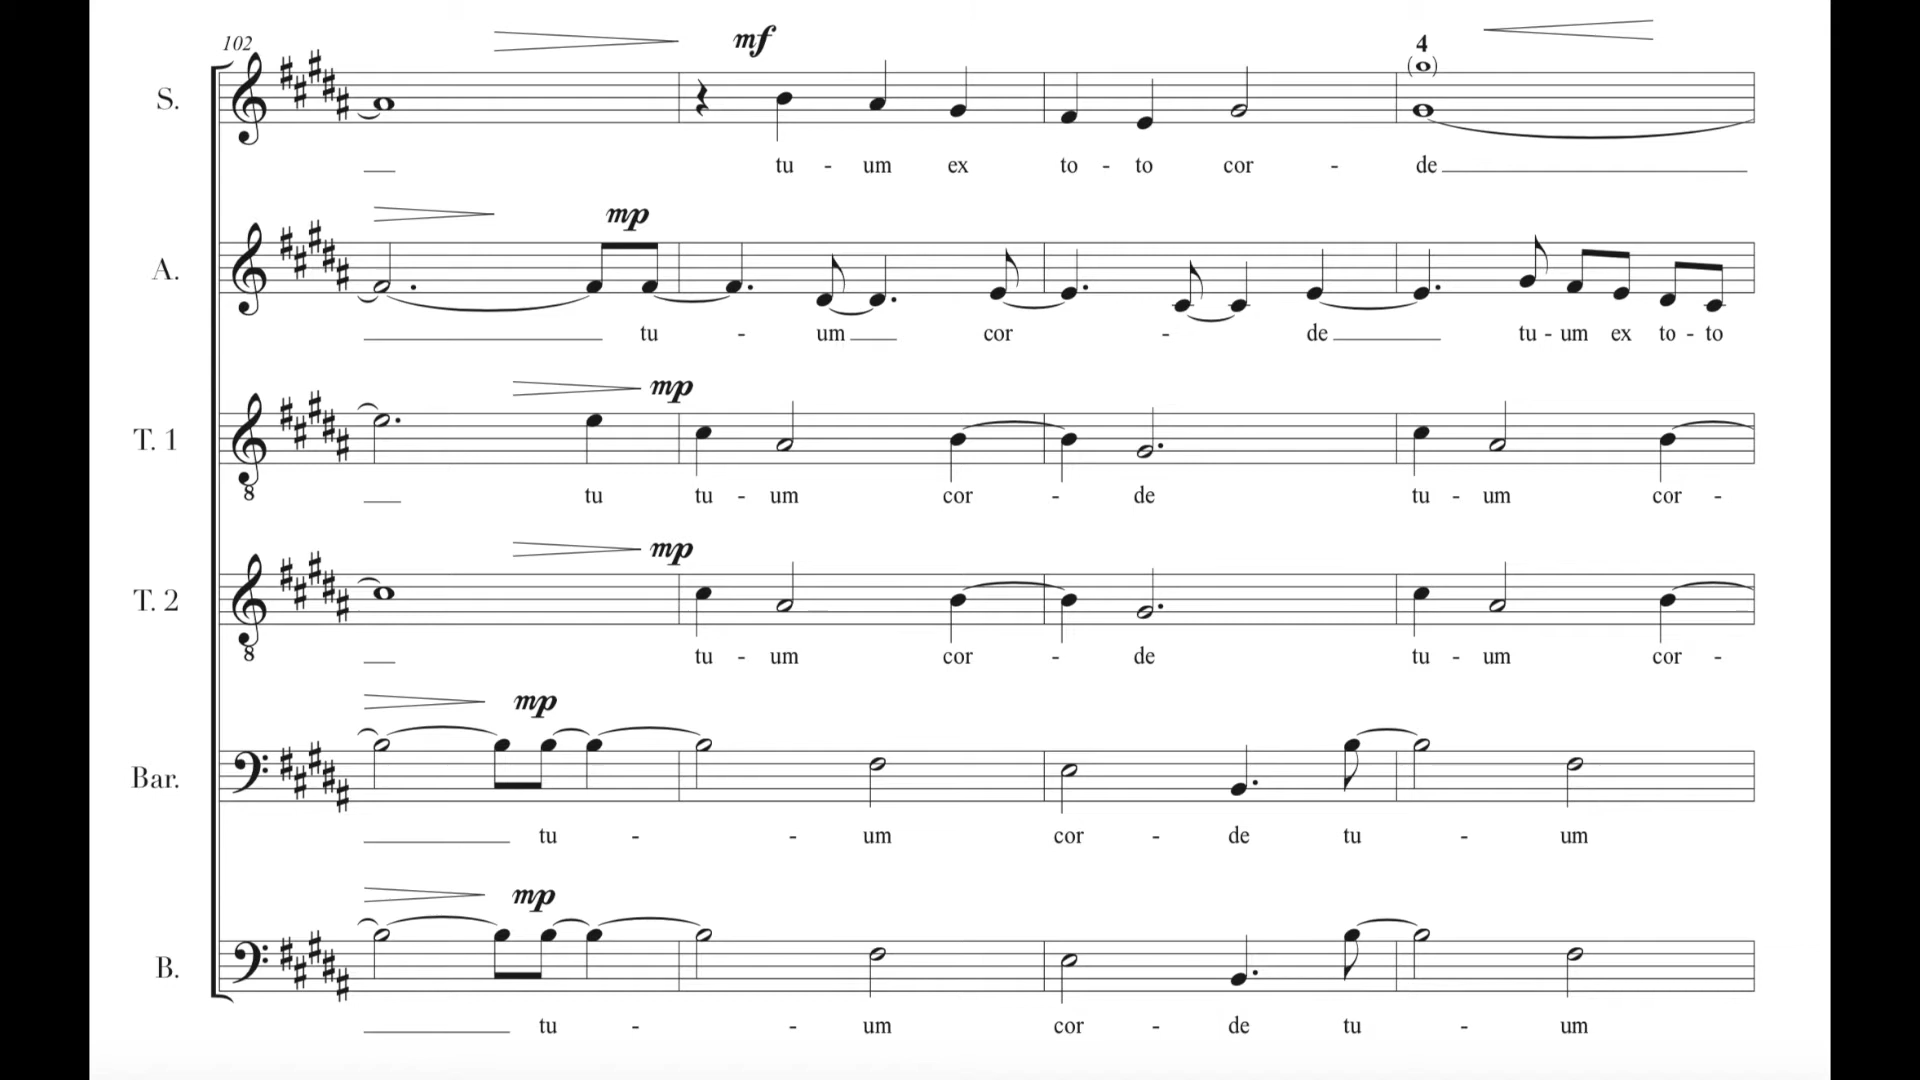 102
mf
4
S.
tu - um ex to - to cor - de
mp
A.
tu - um cor - de tu - um ex to - to
mp
T. 1
tu tu - um cor - de tu - um cor -
mp
T. 2
tu - um cor - de tu - um cor -
mp
Bar.
tu - - um cor - de tu - um
mp
B.
tu - - um cor - de tu - um